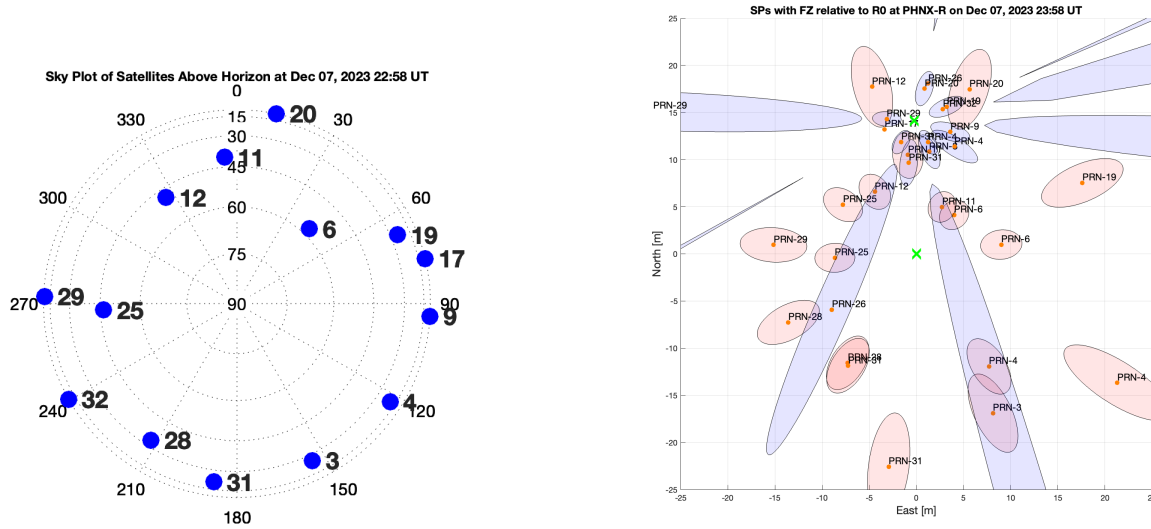 Sky Plot of Satellites Above Horizon at Dec 07, 2023 22:58 UT
0
330
30
20
15
30
11
45
300
12
60
60
6
19
75
17
270
29
25
90
90
9
240
32
4
120
28
3
31
210
150
180
SPs with FZ relative to R0 at PHNX-R on Dec 07, 2023 23:58 UT
25
20
15
10
5
0
-5
-10
-15
-20
-25
North [m]
PRN-12
PRN-26
PRN-20
PRN-20
PRN-29
PRN-32
PRN-29
PRN-17
PRN-9
PRN-4
PRN-31
PRN-19
PRN-12
PRN-25
PRN-11
PRN-6
PRN-29
PRN-6
PRN-25
PRN-26
PRN-28
PRN-31
PRN-4
PRN-4
PRN-3
PRN-31
-25
-20
-15
-10
-5
0
5
10
15
20
25
East [m]